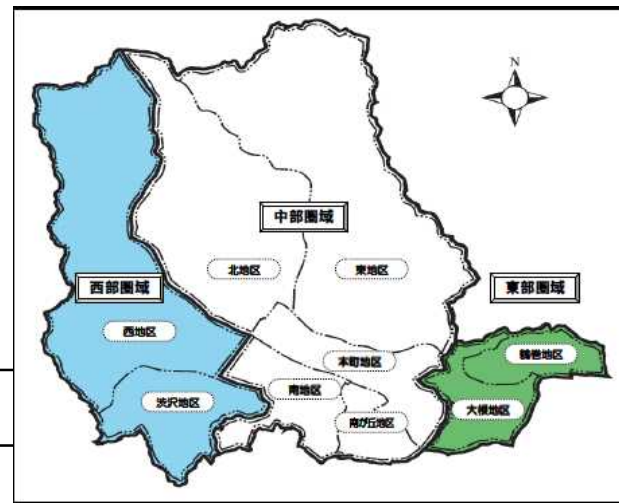 N
中部圏域
北地区
東地区
西部圏域
東部圏域
西地区
本町地区
鶴巻地区
渋沢地区
南地区
大根地区
南が丘地区